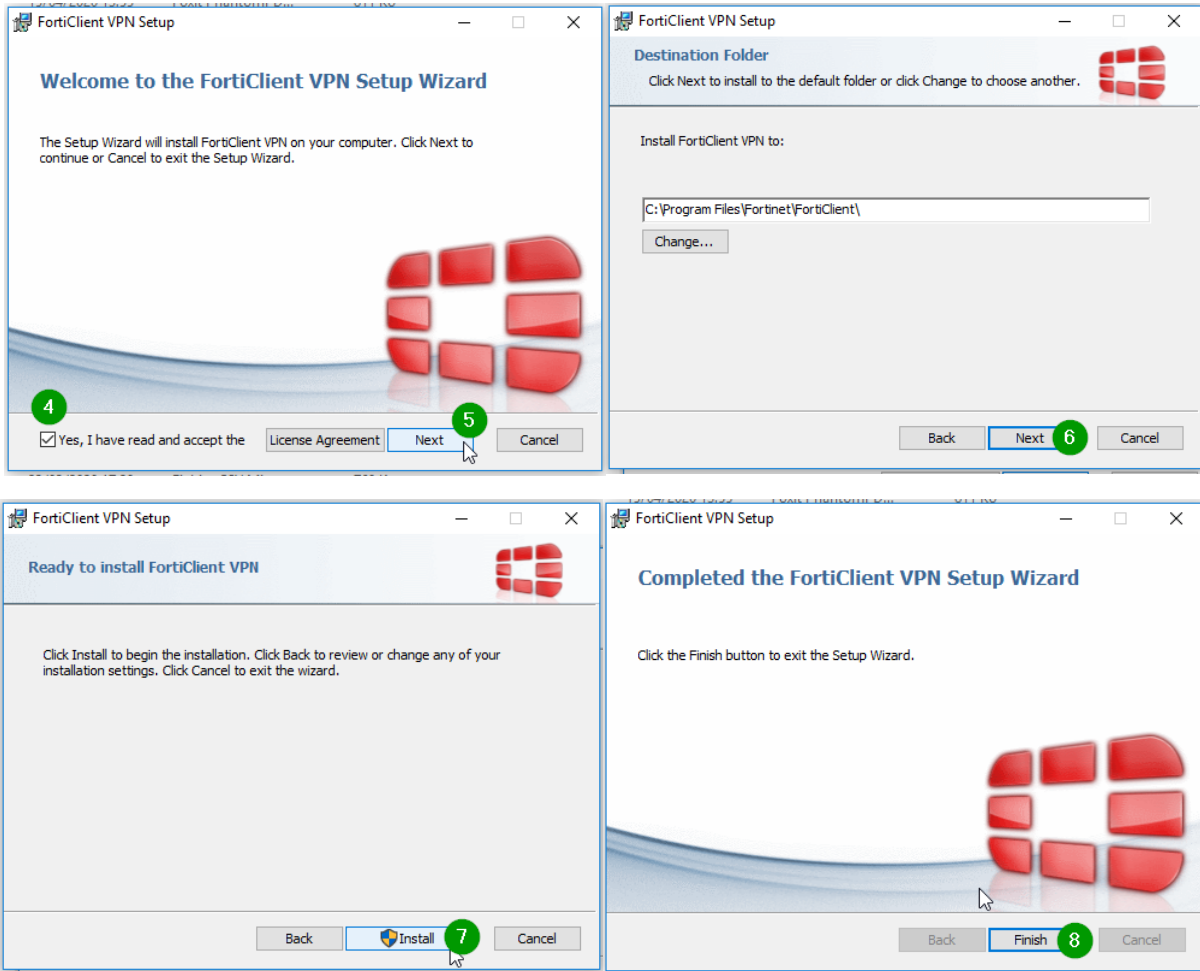 FortiClient VPN Setup
Welcome to the FortiClient VPN Setup Wizard
The Setup Wizard will install FortiClient VPN on your computer. Click Next to
continue or Cancel to exit the Setup Wizard.
4
5
Yes, I have read and accept the License Agreement Next Cancel
FortiClient VPN Setup
Destination Folder
Click Next to install to the default folder or click Change to choose another.
Install FortiClient VPN to:
C:\Program Files\Fortinet\FortiClient\
Change...
Back Next 6 Cancel
FortiClient VPN Setup
Ready to install FortiClient VPN
Click Install to begin the installation. Click Back to review or change any of your
installation settings. Click Cancel to exit the wizard.
Back Install 7 Cancel
FortiClient VPN Setup
Completed the FortiClient VPN Setup Wizard
Click the Finish button to exit the Setup Wizard.
Back Finish 8 Cancel